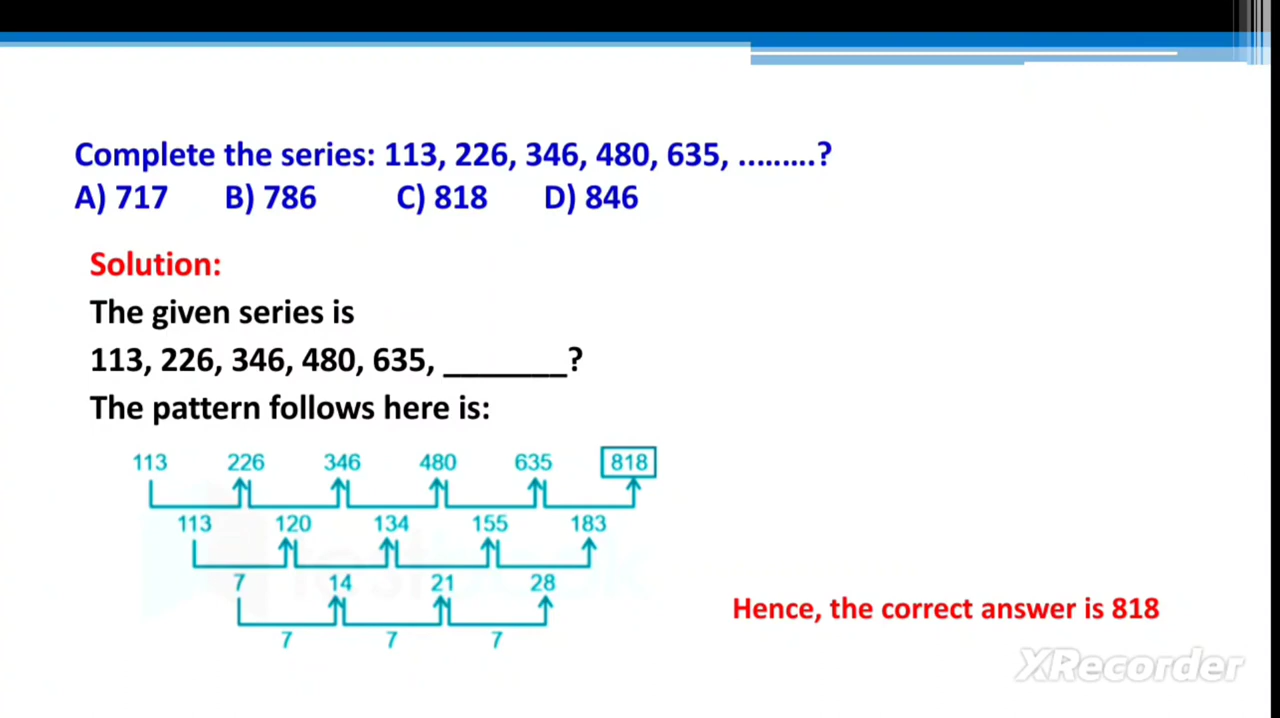 Complete the series: 113, 226, 346, 480, 635, .........?
A) 717 B) 786 C) 818 D) 846
Solution:
The given series is
113, 226, 346, 480, 635, _______?
The pattern follows here is:
113 226 346 480 635 818
113 120 134 155 183
7 14 21 28
7 7 7
Hence, the correct answer is 818
XRecorder